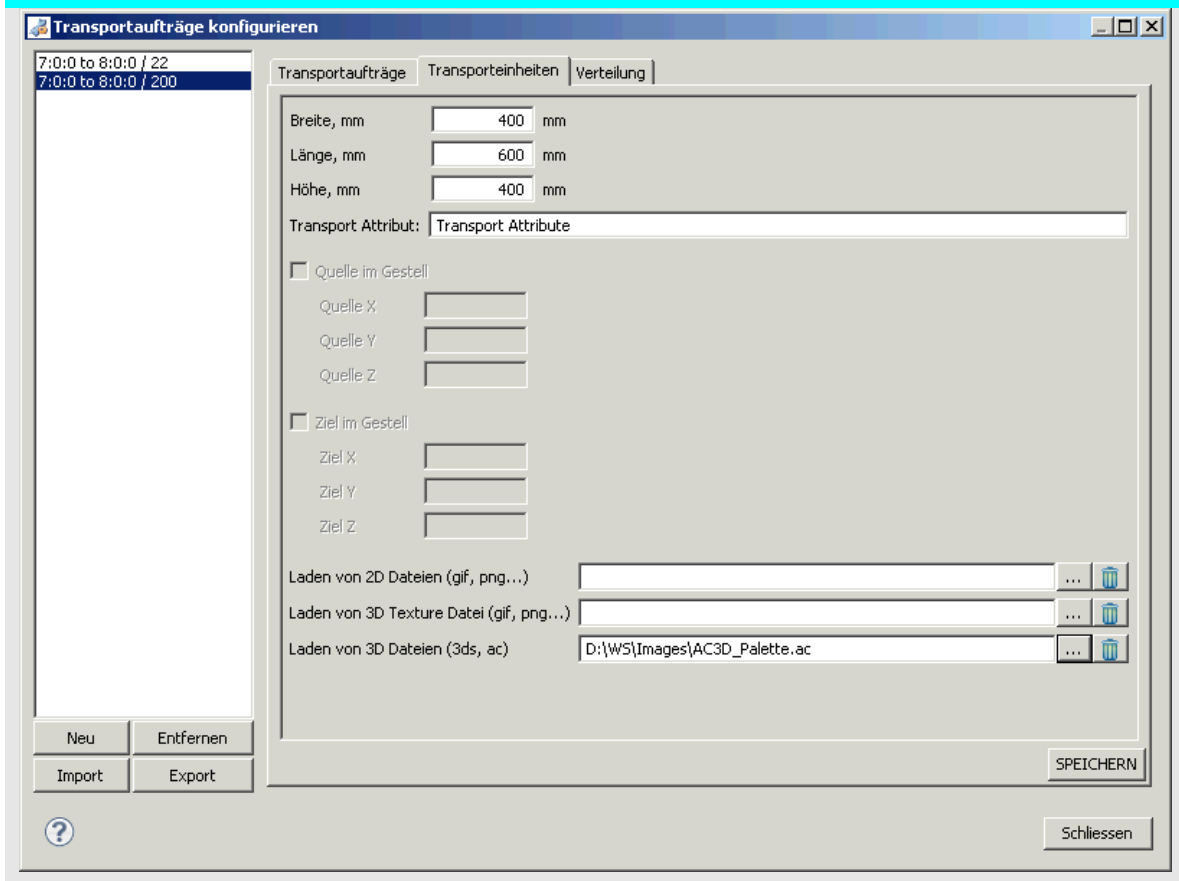 Transportaufträge konfigurieren
7:0:0 to 8:0:0 / 22
7:0:0 to 8:0:0 / 200
Transportaufträge Transporteinheiten Verteilung
Breite, mm 400 mm
Länge, mm 600 mm
Höhe, mm 400 mm
Transport Attribut: Transport Attribute
Quelle im Gestell
Quelle X
Quelle Y
Quelle Z
Ziel im Gestell
Ziel X
Ziel Y
Ziel Z
Laden von 2D Dateien (gif, png...) ...
Laden von 3D Texture Datei (gif, png...) ...
Laden von 3D Dateien (3ds, ac) D:\WS\Images\AC3D_Palette.ac ...
Neu Entfernen
Import Export
SPEICHERN
? Schliessen